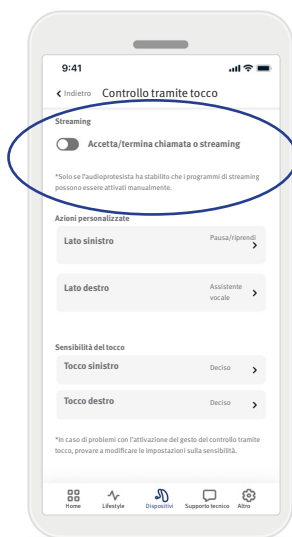 9:41
Indietro Controllo tramite tocco
Streaming
Accetta/termina chiamata o streaming
*Solo se l'audioprotesista ha stabilito che i programmi di streaming
possono essere attivati manualmente.
Azioni personalizzate
Lato sinistro Pausa/riprendi
Lato destro Assistente
vocale
Sensibilità del tocco
Tocco sinistro Deciso
Tocco destro Deciso
*In caso di problemi con l'attivazione del gesto del controllo tramite
tocco, provare a modificare le impostazioni sulla sensibilità.
Home Lifestyle Dispositivi Supporto tecnico Altro